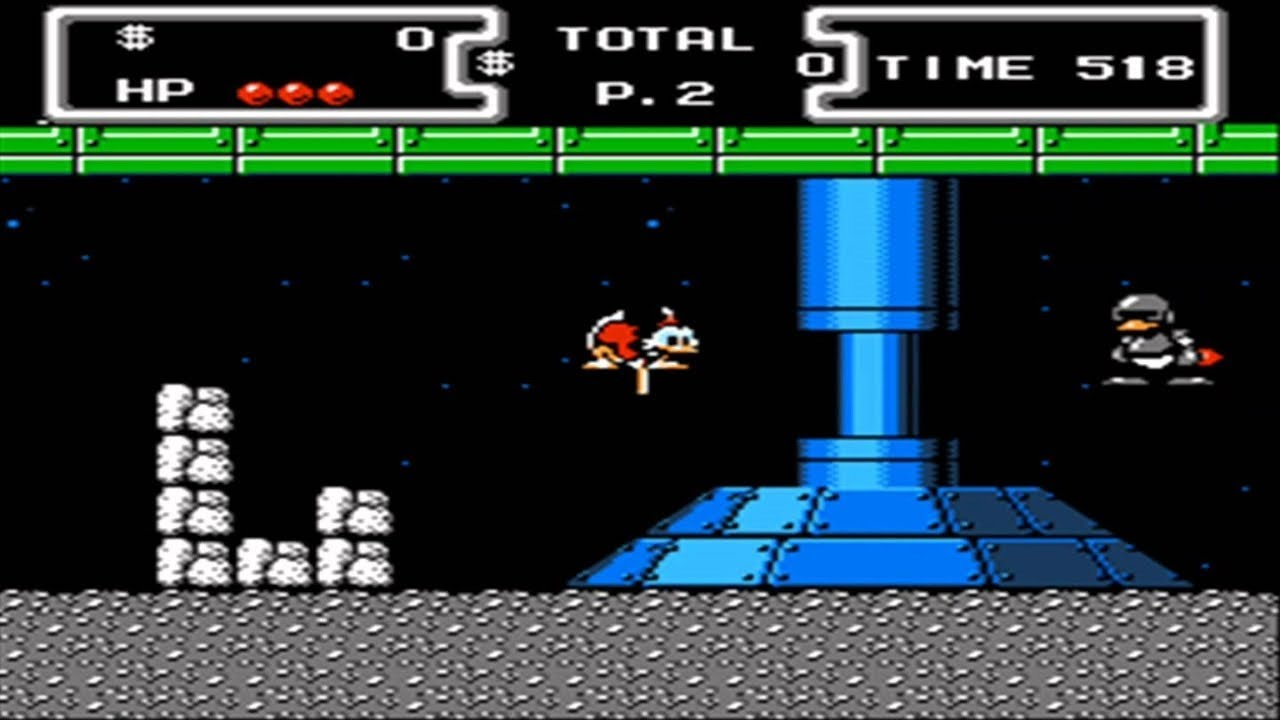 $ 0
HP
TOTAL
$ 0
P.2
TIME 518